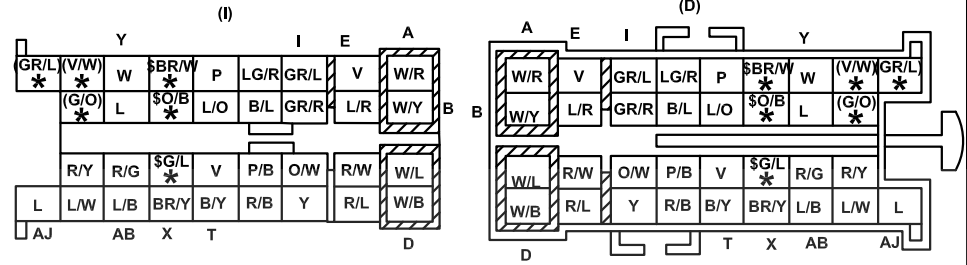 (I) (D)
Y I E A A E I Y
(GR/L) (V/W) W $BR/W P LG/R GR/L V W/R W/R V GR/L LG/R P $BR/W W (V/W) (GR/L)
* * * * * *
(G/O) L $O/B L/O B/L GR/R L/R W/Y B B W/Y L/R GR/R B/L L/O $O/B L (G/O)
* * * *
R/Y R/G $G/L V P/B O/W R/W W/L W/L R/W O/W P/B V $G/L R/G R/Y
* *
L L/W L/B BR/Y B/Y R/B Y R/L W/B W/B R/L Y R/B B/Y BR/Y L/B L/W L
AJ AB X T D D T X AB AJ